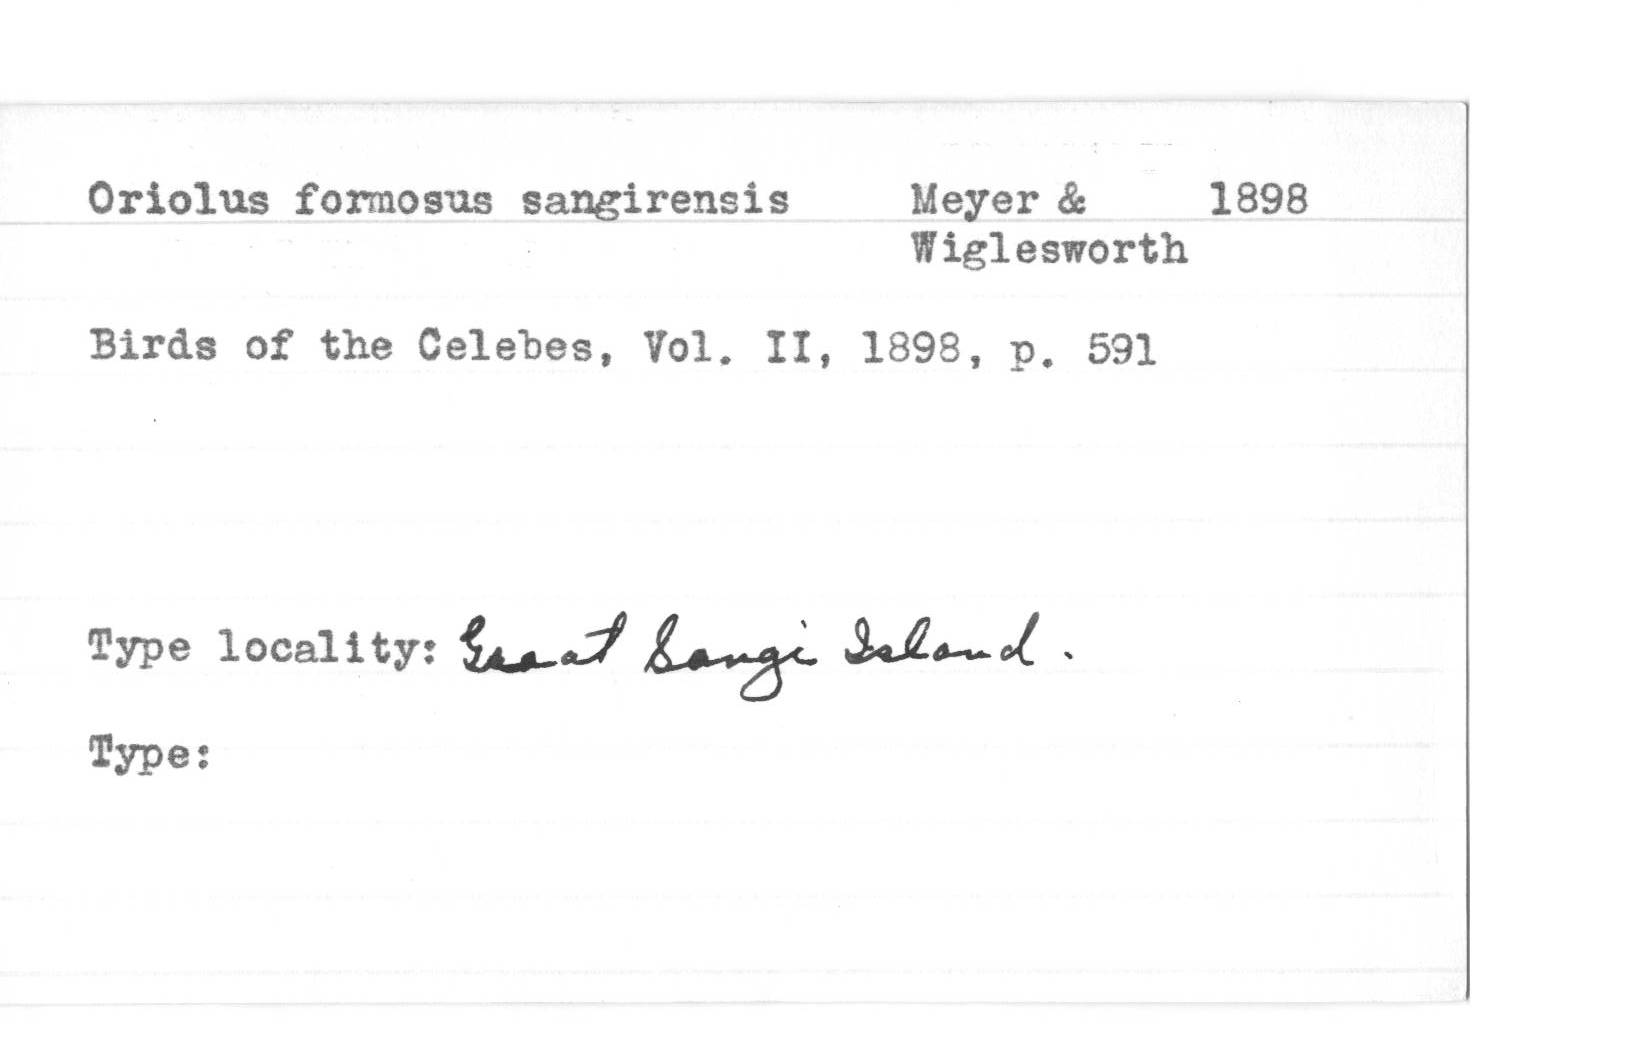 Oriolus formosus sangirensis Meyer & 1898
Wiglesworth
Birds of the Celebes, Vol. II, 1898, p. 591
Type locality: Great Sangi Island.
Type: